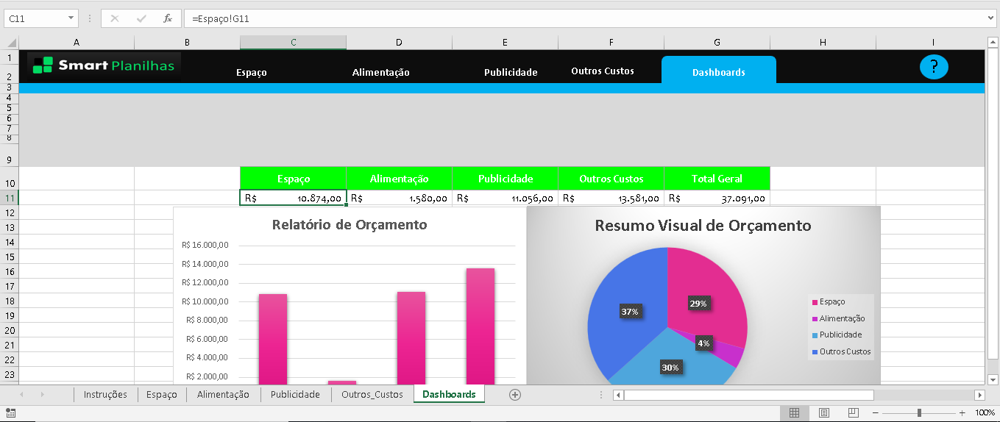 C11 fx =Espaço!G11
A B C D E F G H I
1
Smart Planilhas
2 Espaço Alimentação Publicidade Outros Custos Dashboards ?
3
4
5
6
7
8
9
10 Espaço Alimentação Publicidade Outros Custos Total Geral
11 R$ 10.874,00 R$ 1.580,00 R$ 11.056,00 R$ 13.581,00 R$ 37.091,00
12
13
14
15
16
17
18
19
20
21
22
23
Relatório de Orçamento
R$ 16.000,00
R$ 14.000,00
R$ 12.000,00
R$ 10.000,00
R$ 8.000,00
R$ 6.000,00
R$ 4.000,00
R$ 2.000,00
Resumo Visual de Orçamento
29%
37%
4%
30%
Espaço
Alimentação
Publicidade
Outros Custos
Instruções Espaço Alimentação Publicidade Outros_Custos Dashboards
100%